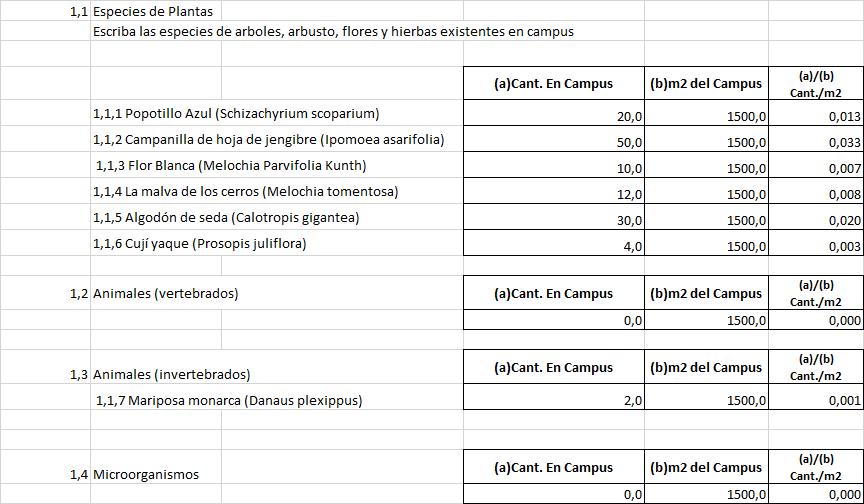 1,1 Especies de Plantas
Escriba las especies de arboles, arbusto, flores y hierbas existentes en campus
(a)Cant. En Campus (b)m2 del Campus (a)/(b) Cant./m2
1,1,1 Popotillo Azul (Schizachyrium scoparium) 20,0 1500,0 0,013
1,1,2 Campanilla de hoja de jengibre (Ipomoea asarifolia) 50,0 1500,0 0,033
1,1,3 Flor Blanca (Melochia Parvifolia Kunth) 10,0 1500,0 0,007
1,1,4 La malva de los cerros (Melochia tomentosa) 12,0 1500,0 0,008
1,1,5 Algodón de seda (Calotropis gigantea) 30,0 1500,0 0,020
1,1,6 Cují yaque (Prosopis juliflora) 4,0 1500,0 0,003
1,2 Animales (vertebrados) (a)Cant. En Campus (b)m2 del Campus (a)/(b) Cant./m2
0,0 1500,0 0,000
1,3 Animales (invertebrados) (a)Cant. En Campus (b)m2 del Campus (a)/(b) Cant./m2
1,1,7 Mariposa monarca (Danaus plexippus) 2,0 1500,0 0,001
1,4 Microorganismos (a)Cant. En Campus (b)m2 del Campus (a)/(b) Cant./m2
0,0 1500,0 0,000